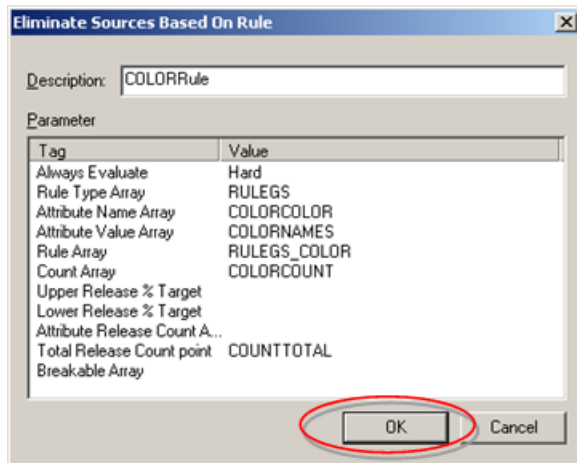 Eliminate Sources Based On Rule
Description: COLORRule
Parameter
Tag Value
Always Evaluate Hard
Rule Type Array RULEGS
Attribute Name Array COLORCOLOR
Attribute Value Array COLORNAMES
Rule Array RULEGS_COLOR
Count Array COLORCOUNT
Upper Release % Target
Lower Release % Target
Attribute Release Count A...
Total Release Count point COUNTTOTAL
Breakable Array
OK Cancel